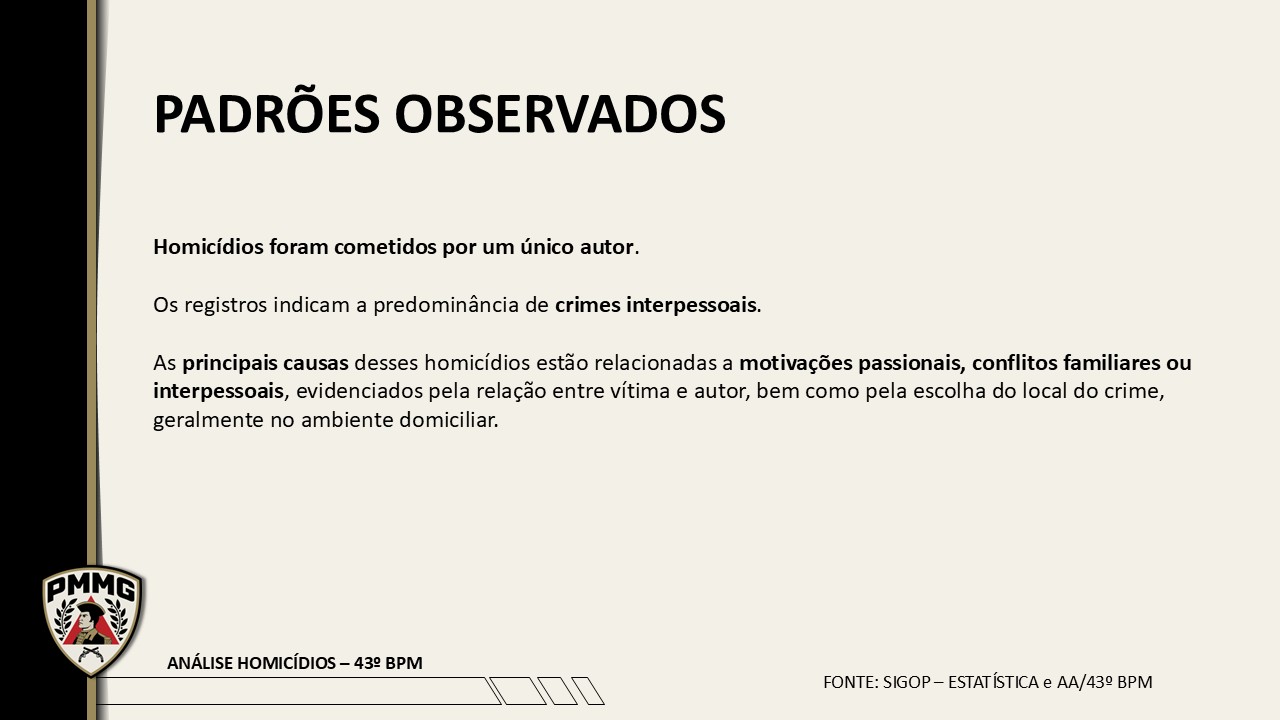 PADRÕES OBSERVADOS
Homicídios foram cometidos por um único autor.
Os registros indicam a predominância de crimes interpessoais.
As principais causas desses homicídios estão relacionadas a motivações passionais, conflitos familiares ou
interpessoais, evidenciados pela relação entre vítima e autor, bem como pela escolha do local do crime,
geralmente no ambiente domiciliar.
PMMG
ANÁLISE HOMICÍDIOS – 43º BPM
FONTE: SIGOP – ESTATÍSTICA e AA/43º BPM